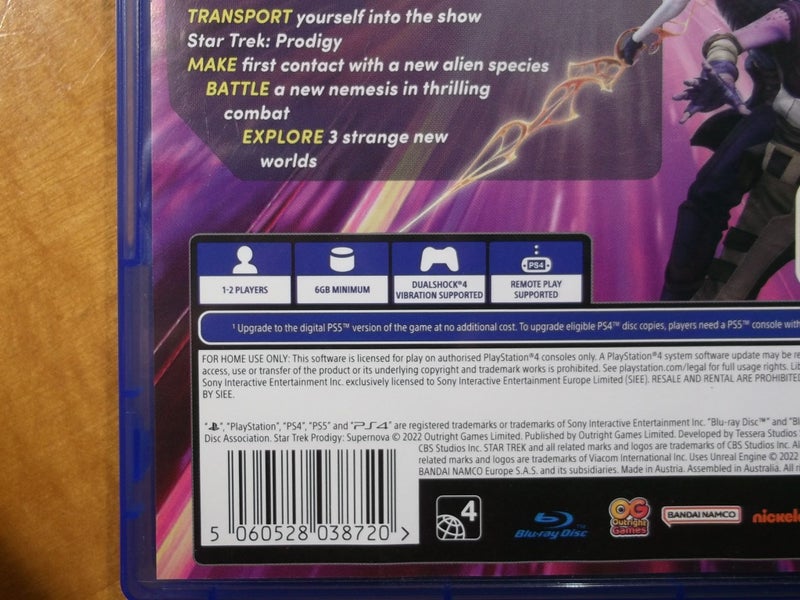 TRANSPORT yourself into the show
Star Trek: Prodigy
MAKE first contact with a new alien species
BATTLE a new nemesis in thrilling
combat
EXPLORE 3 strange new
worlds
PS4
1-2 PLAYERS
6GB MINIMUM
DUALSHOCK®4
VIBRATION SUPPORTED
REMOTE PLAY
SUPPORTED
¹ Upgrade to the digital PS5™ version of the game at no additional cost. To upgrade eligible PS4™ disc copies, players need a PS5™ console with
FOR HOME USE ONLY: This software is licensed for play on authorised PlayStation®4 consoles only. A PlayStation®4 system software update may be
access, use or transfer of the product or its underlying copyright and trademark works is prohibited. See playstation.com/legal for full usage rights.
Sony Interactive Entertainment Inc. exclusively licensed to Sony Interactive Entertainment Europe Limited (SIEE). RESALE AND RENTAL ARE PROHIBITED
BY SIEE.
"PlayStation", "PS4", "PS5" and "PS4" are registered trademarks or trademarks of Sony Interactive Entertainment Inc. "Blu-ray Disc™" and
Disc Association. Star Trek Prodigy: Supernova © 2022 Outright Games Limited. Published by Outright Games Limited. Developed by Tessera Studios
CBS Studios Inc. STAR TREK and all related marks and logos are trademarks of CBS Studios Inc.
related marks and logos are trademarks of Viacom International Inc. Uses Unreal Engine © 2022
BANDAI NAMCO Europe S.A.S. and its subsidiaries. Made in Austria. Assembled in Australia. All
5 060528 038720 >
4
Blu-ray Disc™
OG
Outright
Games
BANDAI NAMCO